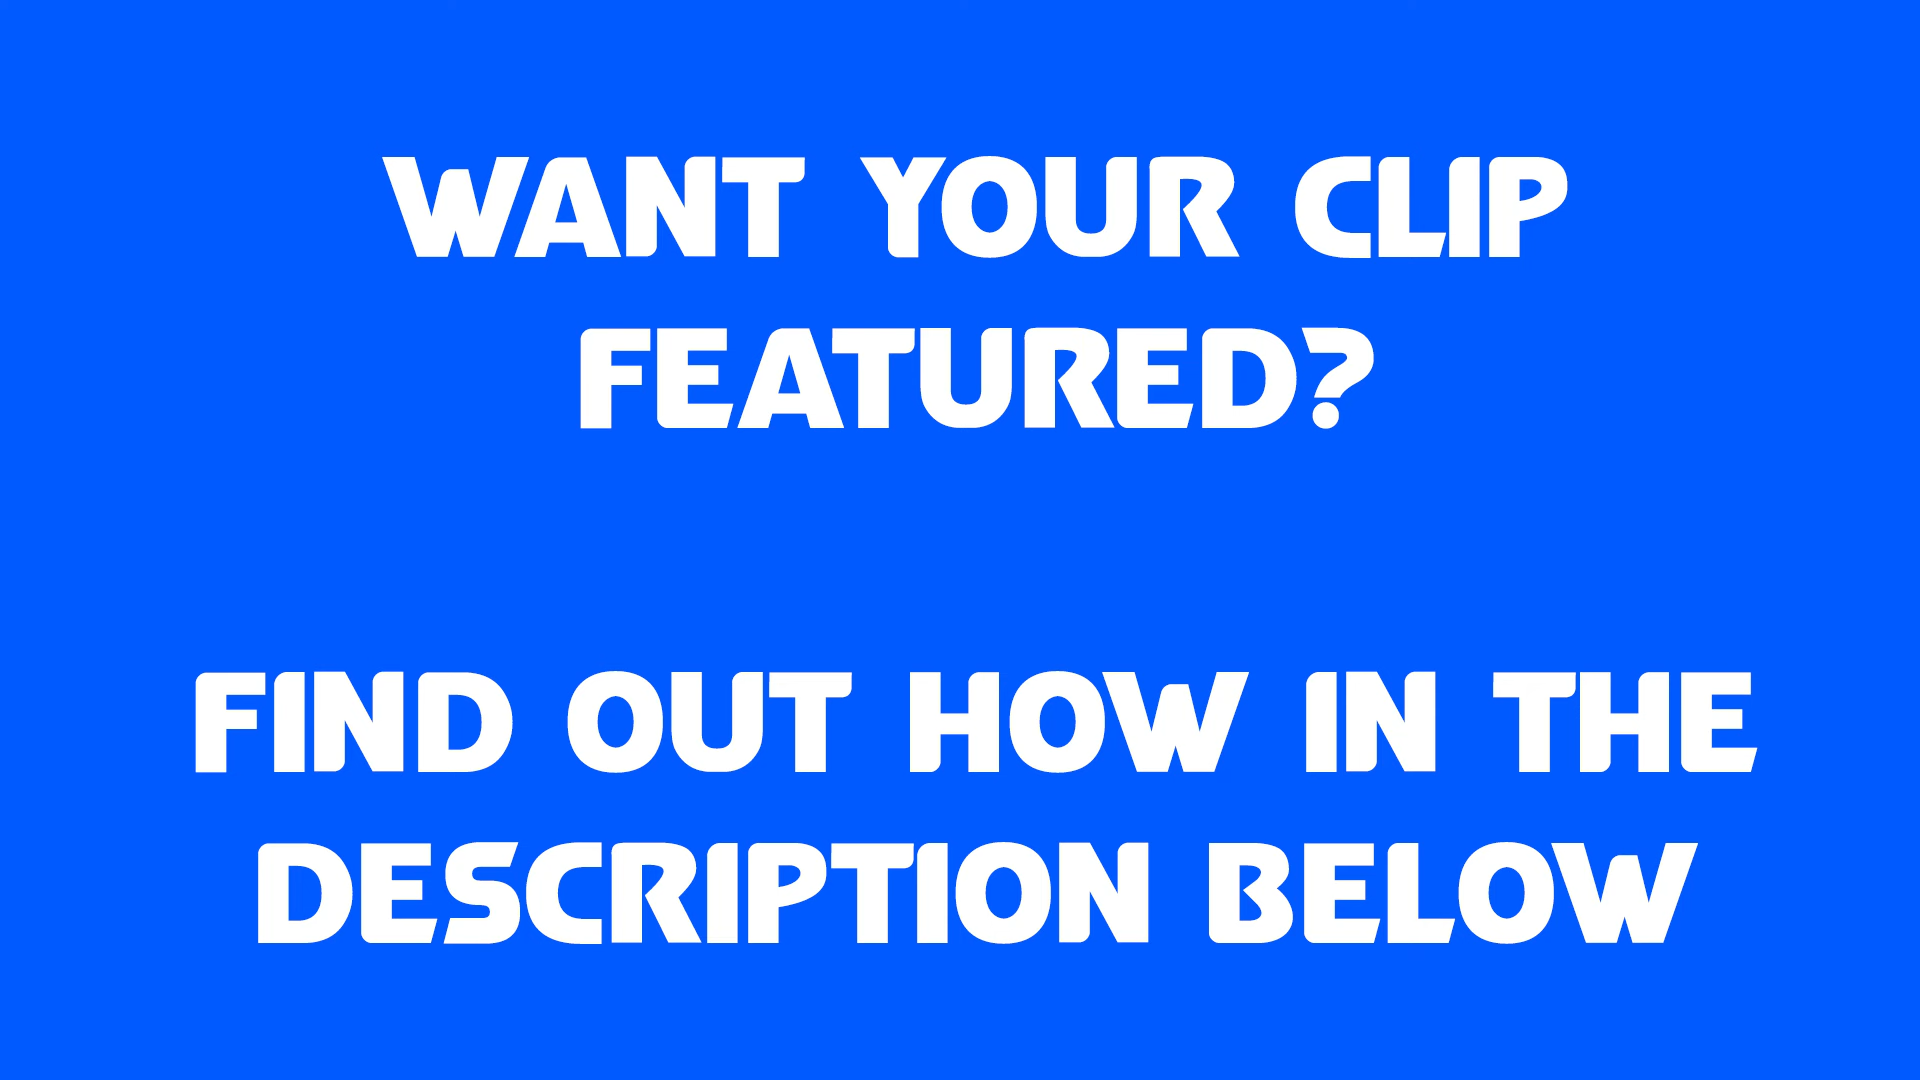 WANT YOUR CLIP
FEATURED?
FIND OUT HOW IN THE
DESCRIPTION BELOW